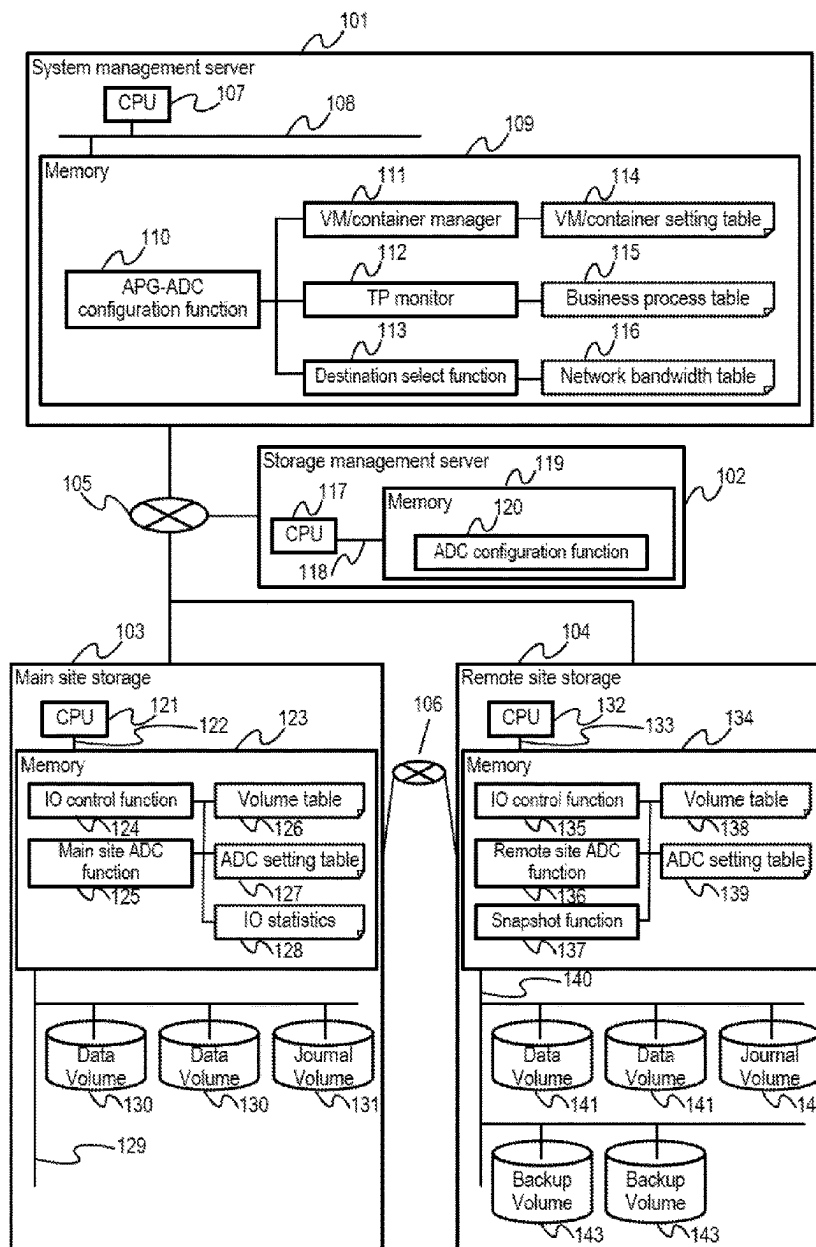 101
System management server
CPU
107
108
109
Memory
111
114
VM/container manager
VM/container setting table
110
112
115
APG-ADC
configuration function
TP monitor
Business process table
113
116
Destination select function
Network bandwidth table
105
Storage management server
119
102
117
Memory
120
CPU
ADC configuration function
118
103
104
Main site storage
Remote site storage
CPU
121
122
123
106
CPU
132
133
134
Memory
IO control function
124
Volume table
126
Main site ADC
function
125
ADC setting table
127
IO statistics
128
Memory
IO control function
135
Volume table
138
Remote site ADC
function
136
ADC setting table
139
Snapshot function
137
140
Data
Volume
130
Data
Volume
130
Journal
Volume
131
129
Data
Volume
141
Data
Volume
141
Journal
Volume
Backup
Volume
143
Backup
Volume
143